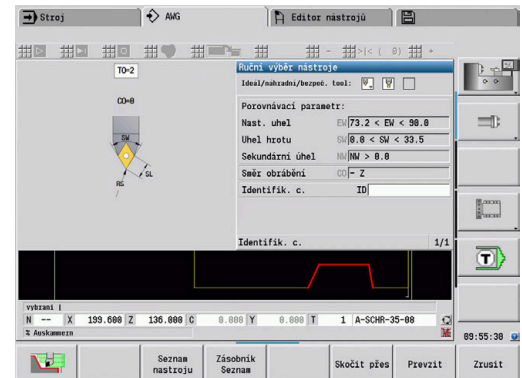 Stroj
AWG
Editor nástrojů
- >|< ( 0) +
TO=2
CO=0
SW
SL
RS
Ruční výběr nástroje
Ideal/nahradni/bezpeč. tool:
Porovnávací parametr:
Nast. uhel EW 73.2 < EW < 90.0
Uhel hrotu SW 0.0 < SW < 33.5
Sekundární úhel NW NW > 0.0
Směr obrábění CO - Z
Identifik. c. ID
Identifik. c. 1/1
T
vybrani |
N -- X 199.600 Z 136.800 C 0.000 Y 0.000 T 1 A-SCHR-35-08
% Auskammern
09:55:30
Seznam nastroju
Zásobník Seznam
Skočit přes
Prevzit
Zrusit